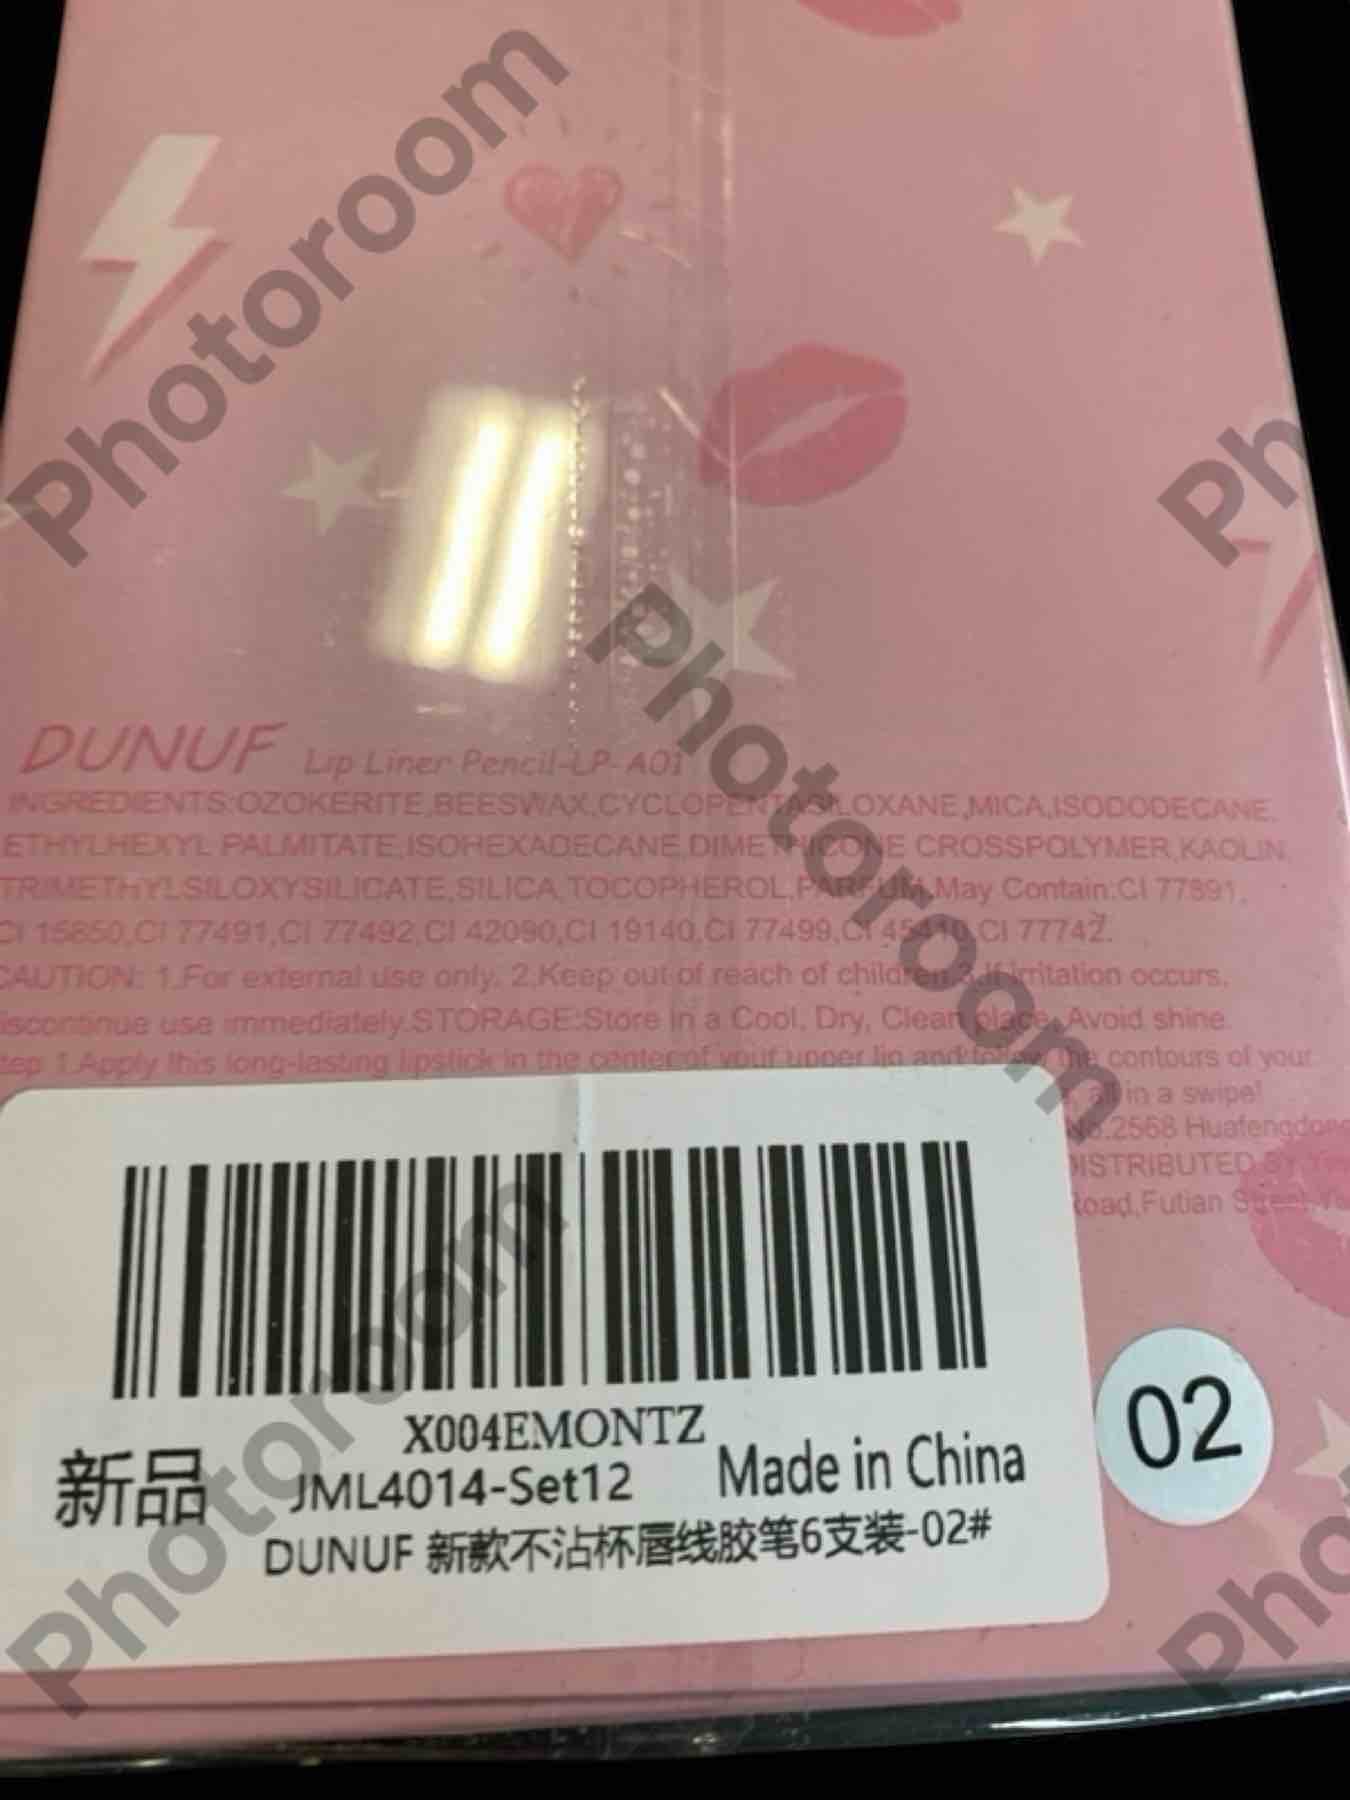 DUNUF Lip Liner Pencil-LP-A01
INGREDIENTS:OZOKERITE,BEESWAX,CYCLOPENTASILOXANE,MICA,ISODODECANE,
ETHYLHEXYL PALMITATE,ISOHEXADECANE,DIMETHICONE CROSSPOLYMER,KAOLIN,
TRIMETHYLSILOXYSILICATE,SILICA,TOCOPHEROL,PARFUM,May Contain:CI 77891,
CI 15850,CI 77491,CI 77492,CI 42090,CI 19140,CI 77499,CI 45410,CI 77742.
CAUTION: 1.For external use only. 2.Keep out of reach of children.3.If irritation occurs,
iscontinue use immediately.STORAGE:Store in a Cool, Dry, Clean place, Avoid shine.
tep 1.Apply this long-lasting lipstick in the center of your upper lip and follow the contours of your
all in a swipe!
No.2568 Huafengdong
DISTRIBUTED BY
Road,Futian Street
X004EMONTZ
新品 JML4014-Set12 Made in China
DUNUF 新款不沾杯唇线胶笔6支装-02#
02
Photoroom
Photoroom
Photoroom
Ph
Pho